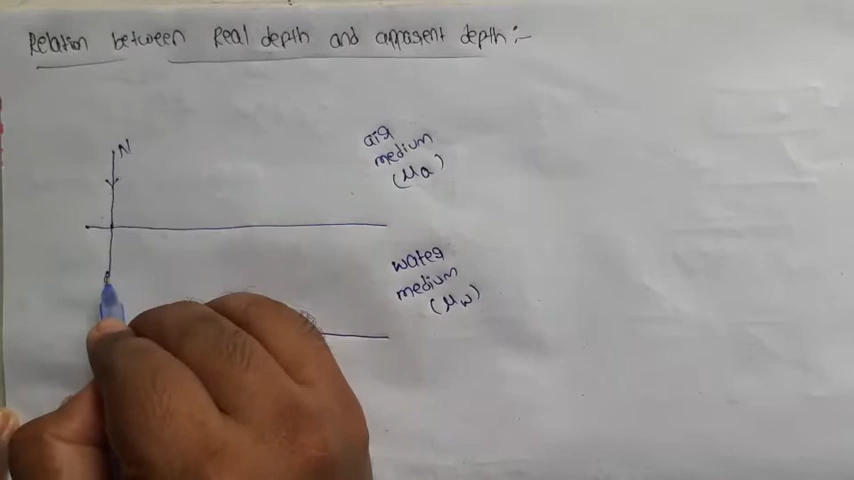 Relation between Real depth and apparent depth :-
N
air
medium
(μa)
water
medium
(μw)